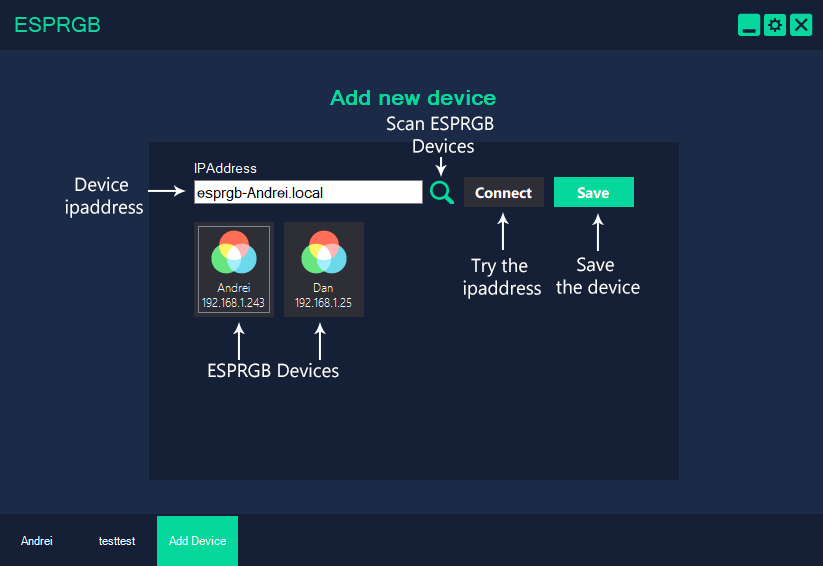 ESPRGB
Add new device
Scan ESPRGB
Devices
IPAddress
Device
ipaddress
esprgb-Andrei.local
Connect
Save
Try the
ipaddress
Save
the device
Andrei
192.168.1.243
Dan
192.168.1.25
ESPRGB Devices
Andrei
testtest
Add Device